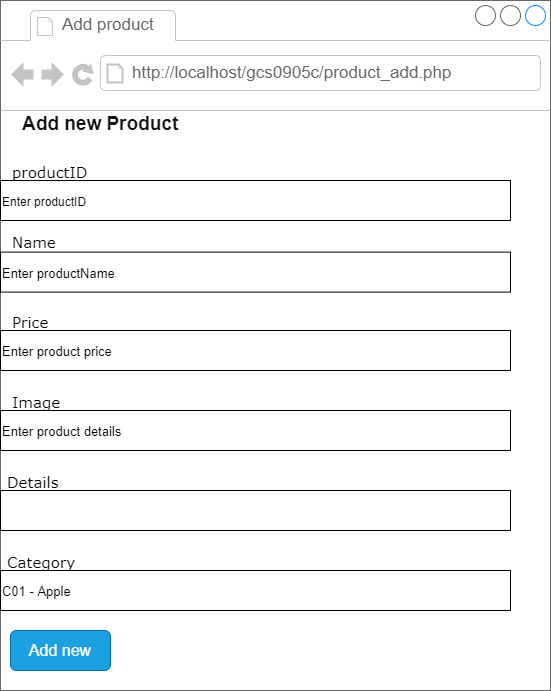 Add product
http://localhost/gcs0905c/product_add.php
Add new Product
productID
Enter productID
Name
Enter productName
Price
Enter product price
Image
Enter product details
Details
Category
C01 - Apple
Add new